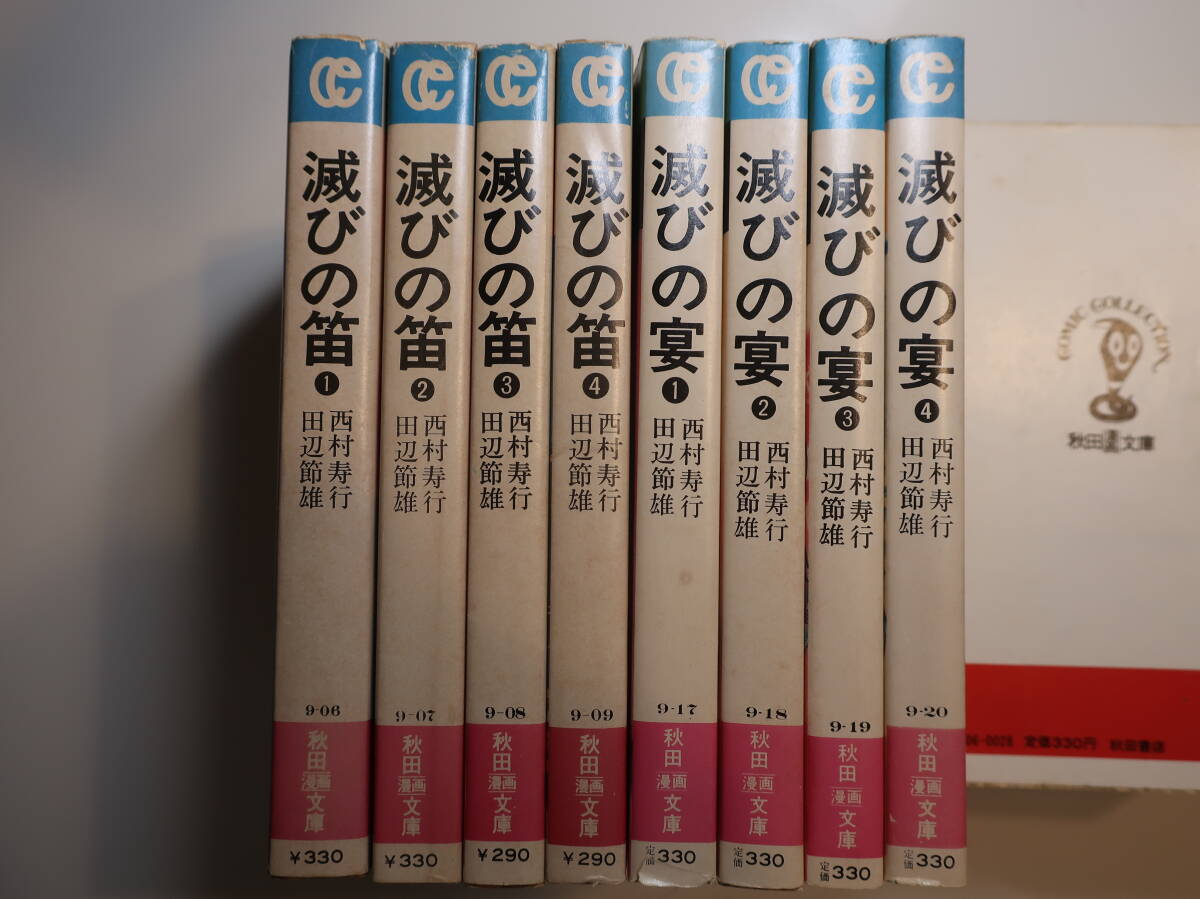 滅びの笛
1
西村寿行
田辺節雄
9-06
秋田漫画文庫
¥330
滅びの笛
2
西村寿行
田辺節雄
9-07
秋田漫画文庫
¥330
滅びの笛
3
西村寿行
田辺節雄
9-08
秋田漫画文庫
¥290
滅びの笛
4
西村寿行
田辺節雄
9-09
秋田漫画文庫
¥290
滅びの宴
1
西村寿行
田辺節雄
9-17
秋田漫画文庫
定価330
滅びの宴
2
西村寿行
田辺節雄
9-18
秋田漫画文庫
定価330
滅びの宴
3
西村寿行
田辺節雄
9-19
秋田漫画文庫
定価330
滅びの宴
4
西村寿行
田辺節雄
9-20
秋田漫画文庫
定価330
COMIC COLLECTION
秋田漫画文庫
06-0028 定価330円 秋田書店